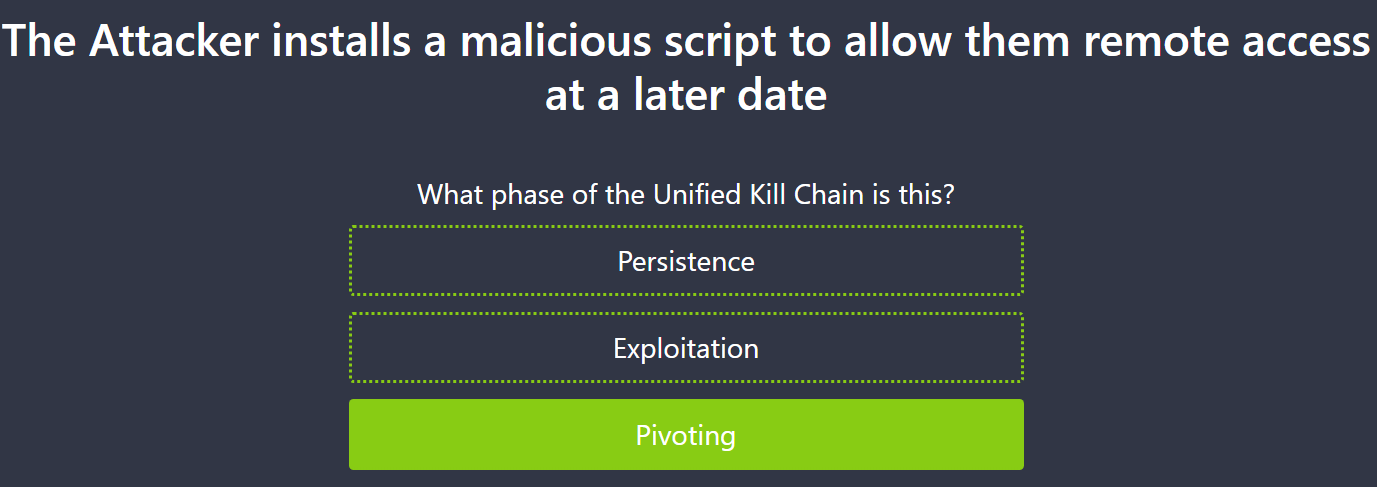 The Attacker installs a malicious script to allow them remote access
at a later date
What phase of the Unified Kill Chain is this?
Persistence
Exploitation
Pivoting